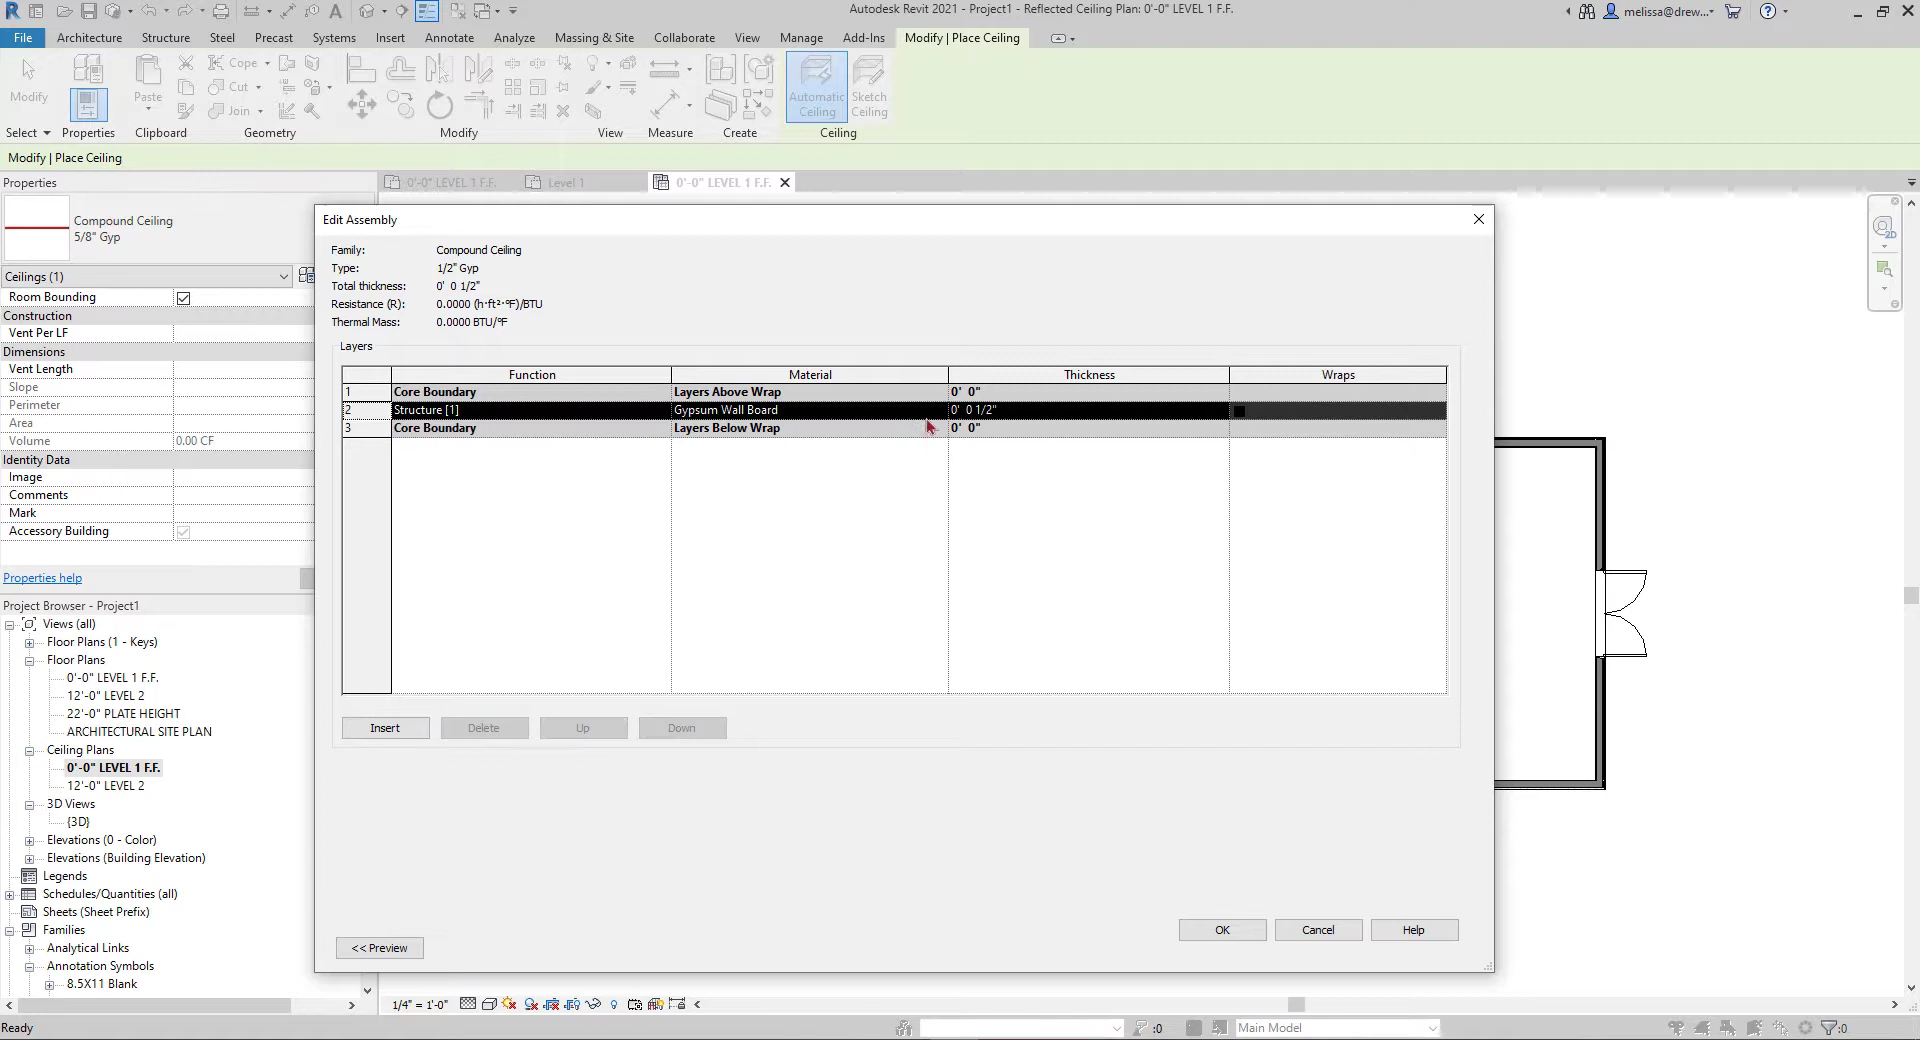 Autodesk Revit 2021 - Project1 - Reflected Ceiling Plan: 0'-0" LEVEL 1 F.F.
melissa@drew...
File Architecture Structure Steel Precast Systems Insert Annotate Analyze Massing & Site Collaborate View Manage Add-Ins Modify | Place Ceiling
Modify
Paste
Cope
Cut
Join
Automatic Ceiling
Sketch Ceiling
Select Properties Clipboard Geometry Modify View Measure Create Ceiling
Modify | Place Ceiling
Properties
0'-0" LEVEL 1 F.F. Level 1 0'-0" LEVEL 1 F.F.
Compound Ceiling
5/8" Gyp
Ceilings (1)
Room Bounding
Construction
Vent Per LF
Dimensions
Vent Length
Slope
Perimeter
Area
Volume 0.00 CF
Identity Data
Image
Comments
Mark
Accessory Building
Properties help
Project Browser - Project1
Views (all)
Floor Plans (1 - Keys)
Floor Plans
0'-0" LEVEL 1 F.F.
12'-0" LEVEL 2
22'-0" PLATE HEIGHT
ARCHITECTURAL SITE PLAN
Ceiling Plans
0'-0" LEVEL 1 F.F.
12'-0" LEVEL 2
3D Views
{3D}
Elevations (0 - Color)
Elevations (Building Elevation)
Legends
Schedules/Quantities (all)
Sheets (Sheet Prefix)
Families
Analytical Links
Annotation Symbols
8.5X11 Blank
Edit Assembly
Family: Compound Ceiling
Type: 1/2" Gyp
Total thickness: 0' 0 1/2"
Resistance (R): 0.0000 (h·ft²·°F)/BTU
Thermal Mass: 0.0000 BTU/°F
Layers
Function Material Thickness Wraps
1 Core Boundary Layers Above Wrap 0' 0"
2 Structure [1] Gypsum Wall Board 0' 0 1/2"
3 Core Boundary Layers Below Wrap 0' 0"
Insert Delete Up Down
OK Cancel Help
<< Preview
1/4" = 1'-0"
2D
Ready
:0
Main Model
:0